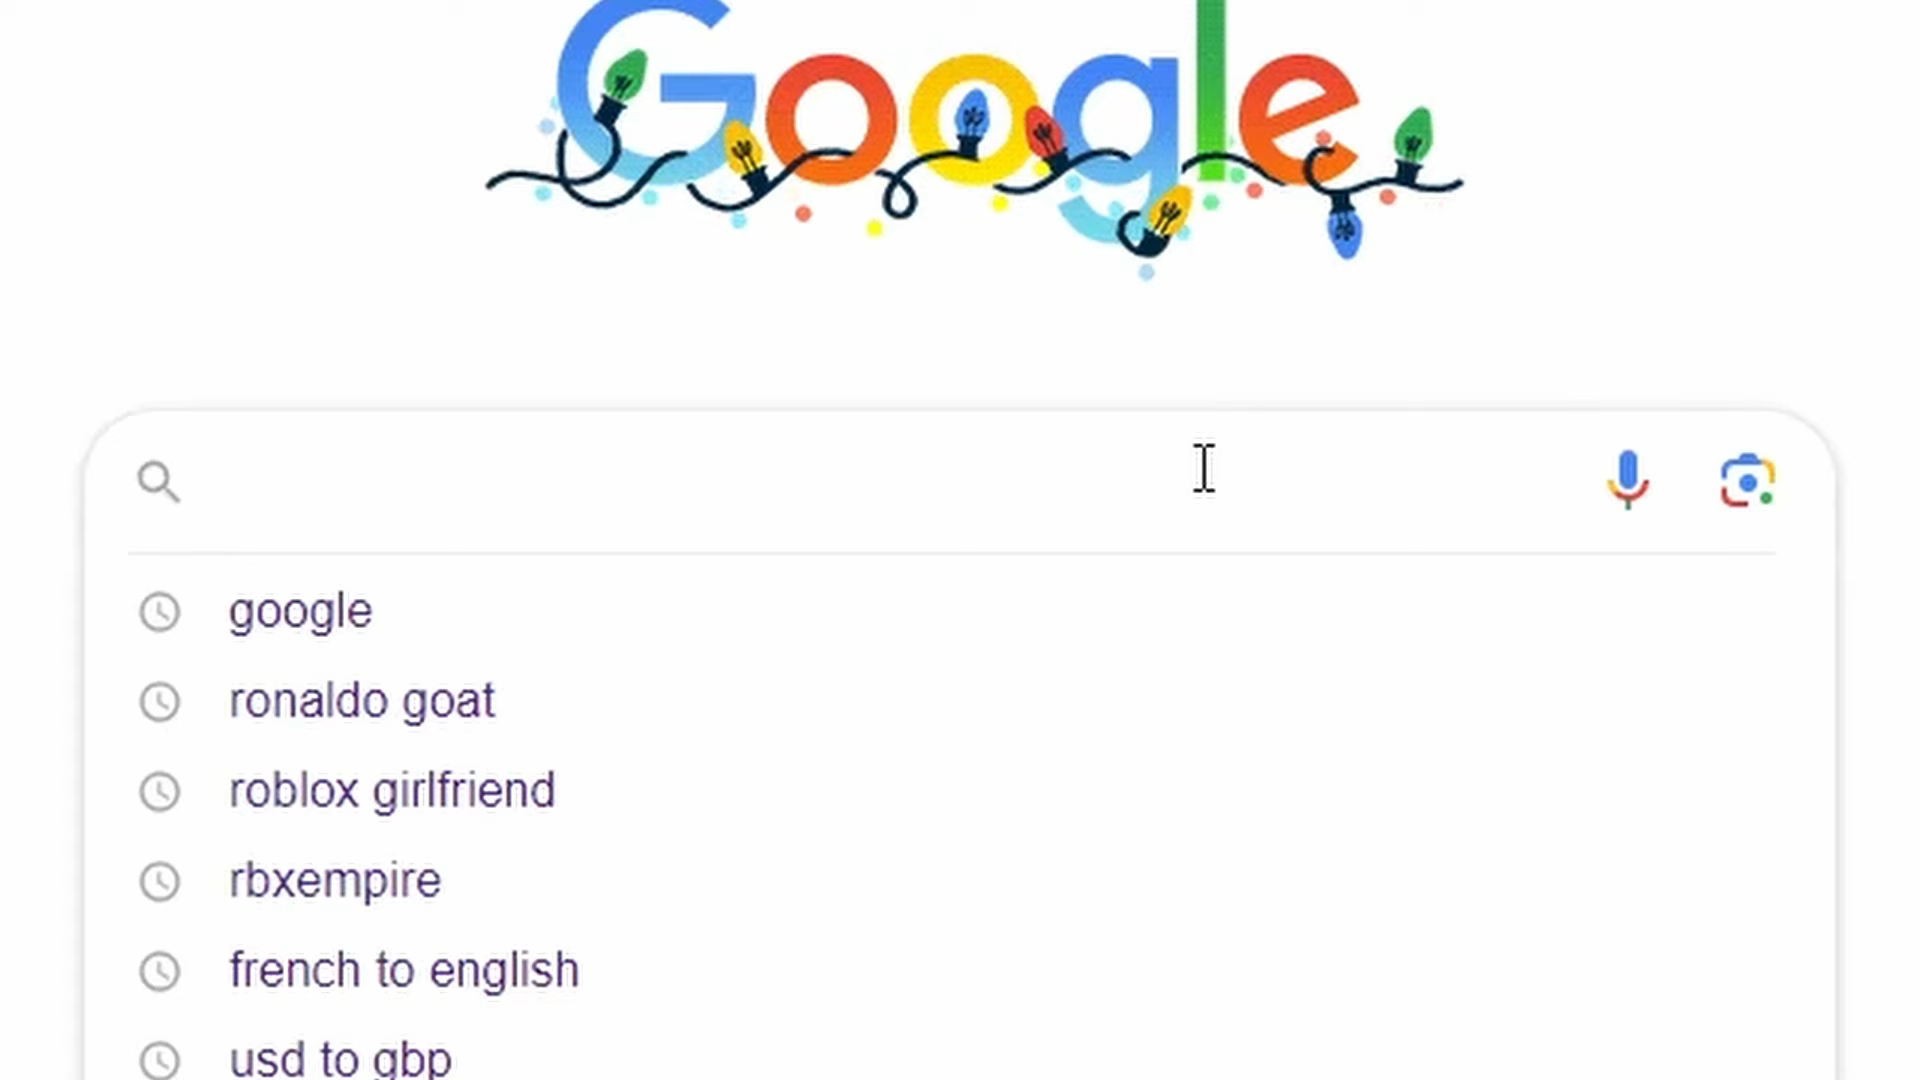 Google
google
ronaldo goat
roblox girlfriend
rbxempire
french to english
usd to gbp